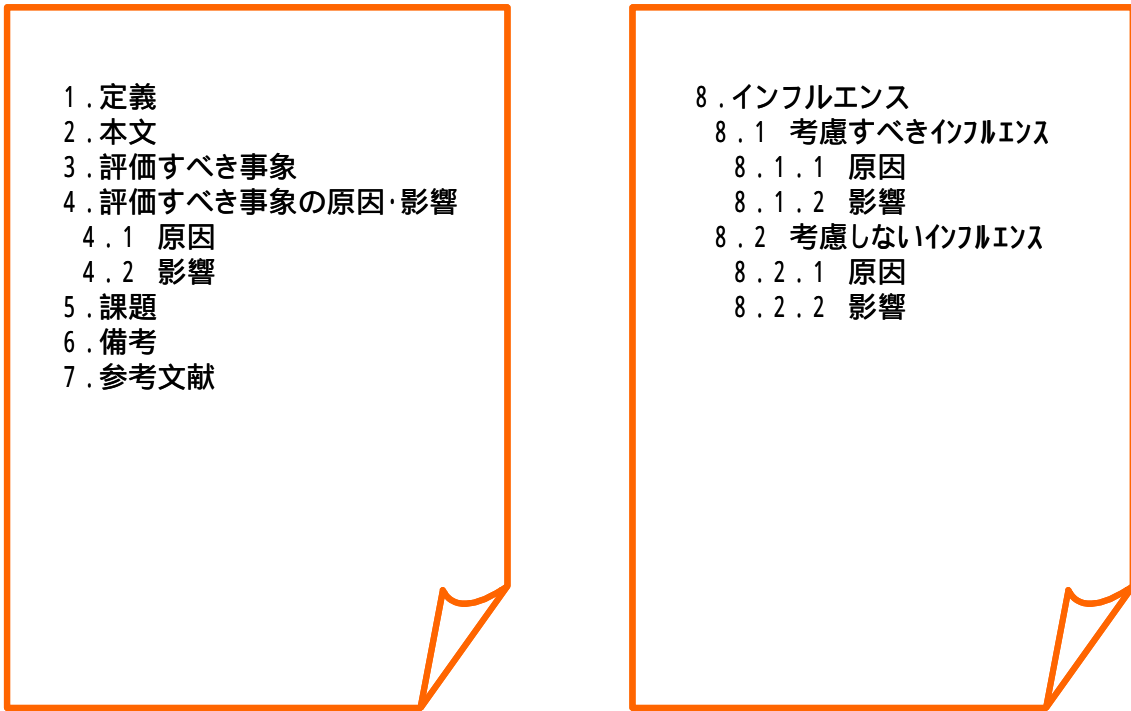 1.定義
2.本文
3.評価すべき事象
4.評価すべき事象の原因・影響
4.1 原因
4.2 影響
5.課題
6.備考
7.参考文献
8.インフルエンス
8.1 考慮すべきｲﾝﾌﾙｴﾝｽ
8.1.1 原因
8.1.2 影響
8.2 考慮しないｲﾝﾌﾙｴﾝｽ
8.2.1 原因
8.2.2 影響